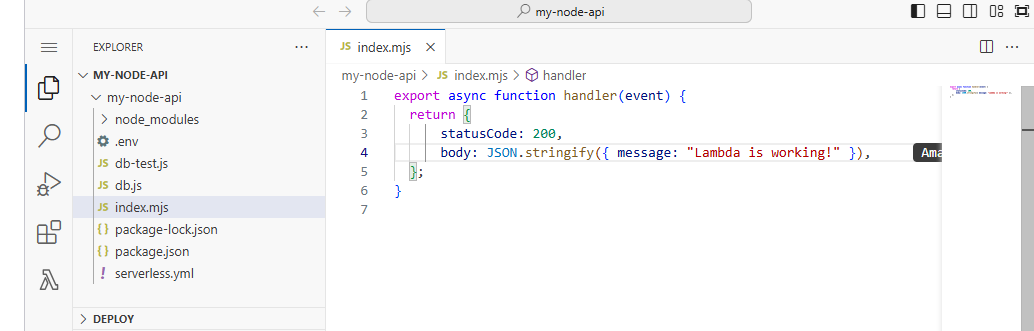 my-node-api
EXPLORER
MY-NODE-API
my-node-api
node_modules
.env
JS db-test.js
JS db.js
JS index.mjs
{} package-lock.json
{} package.json
! serverless.yml
DEPLOY
JS index.mjs
my-node-api > JS index.mjs > handler
1 export async function handler(event) {
2 return {
3 statusCode: 200,
4 body: JSON.stringify({ message: "Lambda is working!" }),
5 };
6 }
7
Ama